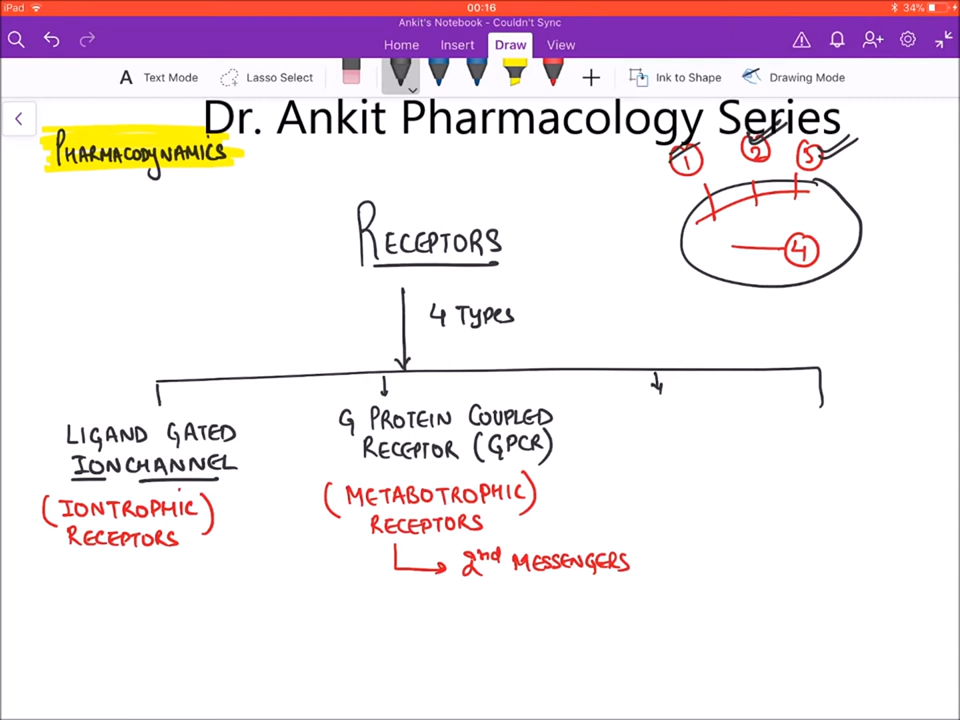 iPad
00:16
34%
Ankit's Notebook - Couldn't Sync
Home Insert Draw View
A Text Mode Lasso Select Ink to Shape Drawing Mode
Dr. Ankit Pharmacology Series
PHARMACODYNAMICS
1 2 3
4
RECEPTORS
4 TYPES
LIGAND GATED
ION CHANNEL
(IONTROPHIC)
RECEPTORS
G PROTEIN COUPLED
RECEPTOR (GPCR)
(METABOTROPHIC)
RECEPTORS
2nd MESSENGERS